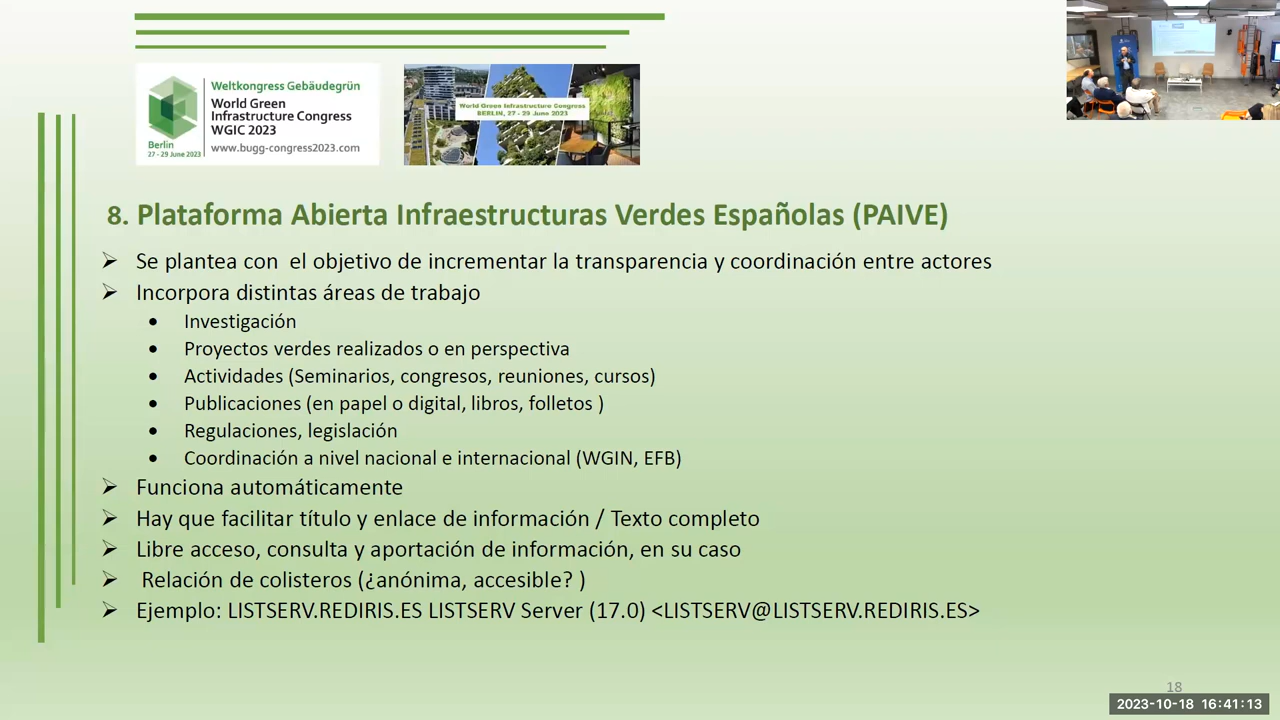 Weltkongress Gebäudegrün
World Green
Infrastructure Congress
WGIC 2023
Berlin
27 - 29 June 2023
www.bugg-congress2023.com
World Green Infrastructure Congress
BERLIN, 27 - 29 June 2023
8. Plataforma Abierta Infraestructuras Verdes Españolas (PAIVE)
➢ Se plantea con el objetivo de incrementar la transparencia y coordinación entre actores
➢ Incorpora distintas áreas de trabajo
• Investigación
• Proyectos verdes realizados o en perspectiva
• Actividades (Seminarios, congresos, reuniones, cursos)
• Publicaciones (en papel o digital, libros, folletos )
• Regulaciones, legislación
• Coordinación a nivel nacional e internacional (WGIN, EFB)
➢ Funciona automáticamente
➢ Hay que facilitar título y enlace de información / Texto completo
➢ Libre acceso, consulta y aportación de información, en su caso
➢ Relación de colisteros (¿anónima, accesible? )
➢ Ejemplo: LISTSERV.REDIRIS.ES LISTSERV Server (17.0) <LISTSERV@LISTSERV.REDIRIS.ES>
18
2023-10-18 16:41:13